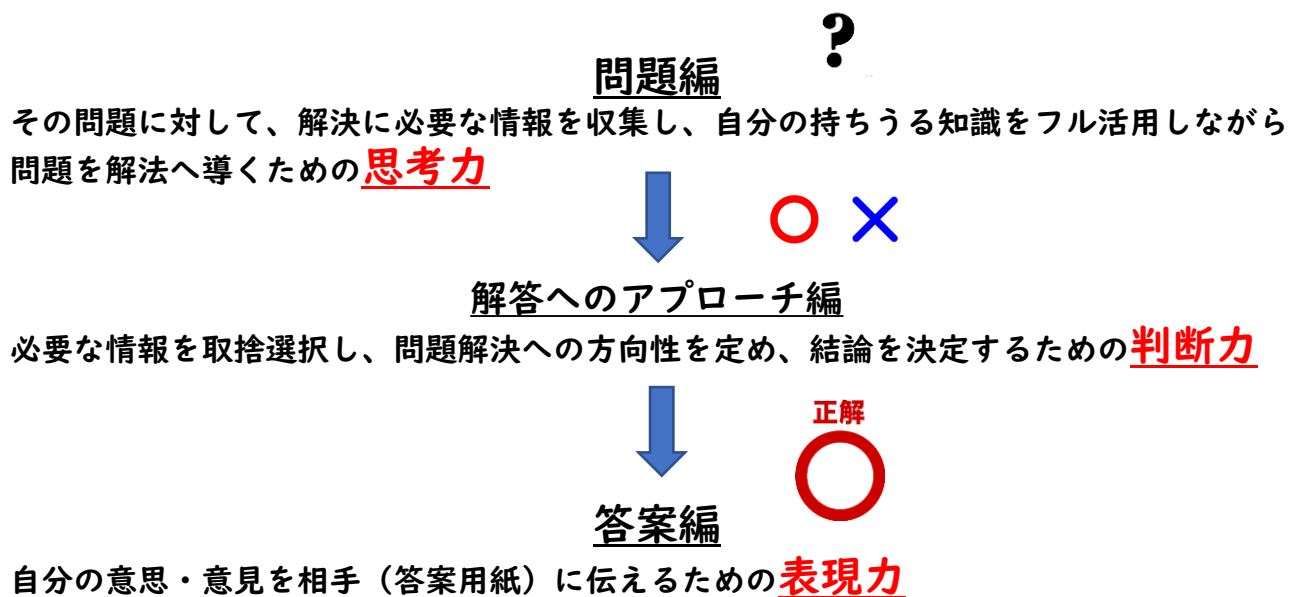 ?
問題編
その問題に対して、解決に必要な情報を収集し、自分の持ちうる知識をフル活用しながら
問題を解法へ導くための思考力
解答へのアプローチ編
必要な情報を取捨選択し、問題解決への方向性を定め、結論を決定するための判断力
正解
答案編
自分の意思・意見を相手（答案用紙）に伝えるための表現力